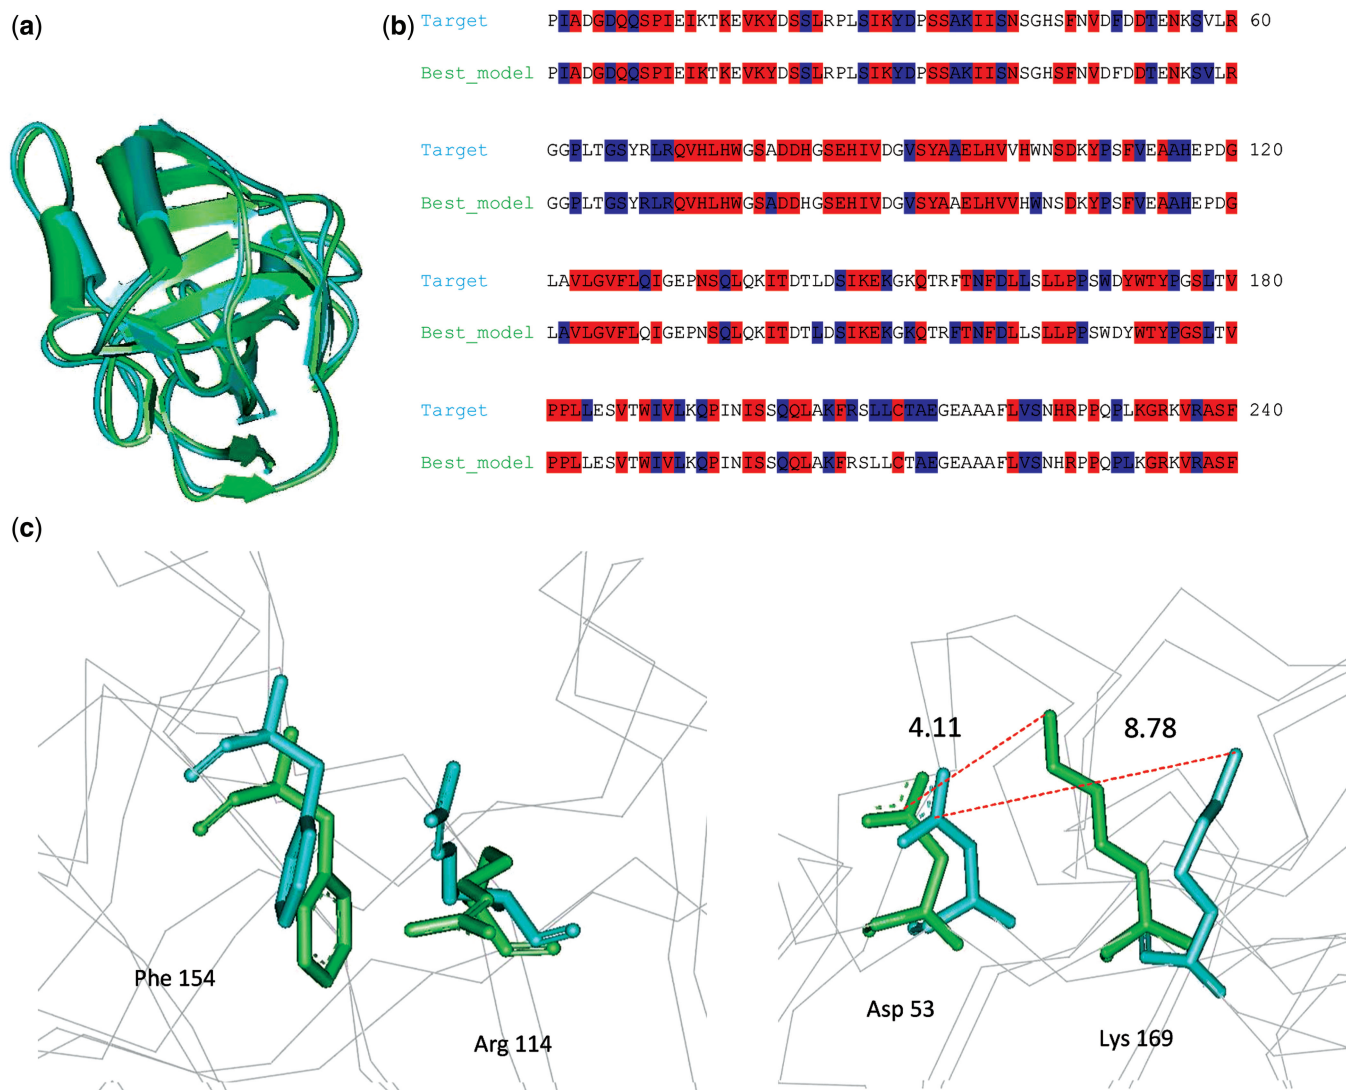 (a)
(b)
Target PIADGDQQSPIEIKTKEVKYDSSLRPLSIKYDPSSAKIISNSGHSFNVDFDDTENKSVLR 60
Best_model PIADGDQQSPIEIKTKEVKYDSSLRPLSIKYDPSSAKIISNSGHSFNVDFDDTENKSVLR
Target GGPLTGSYRLRQVHLHWGSADDHGSEHIVDGVSYAAELHVVHWNSDKYPSFVEAAHEPDG 120
Best_model GGPLTGSYRLRQVHLHWGSADDHGSEHIVDGVSYAAELHVVHWNSDKYPSFVEAAHEPDG
Target LAVLGVFLQIGEPNSQLQKITDTLDSIKEKGKQTRFTNFDLLSLLPPSWDYWTYPGSLTV 180
Best_model LAVLGVFLQIGEPNSQLQKITDTLDSIKEKGKQTRFTNFDLLSLLPPSWDYWTYPGSLTV
Target PPLLESVTWIVLKQPINISSQQLAKFRSLLCTAEGEAAAFLVSNHRPPQPLKGRKVRASF 240
Best_model PPLLESVTWIVLKQPINISSQQLAKFRSLLCTAEGEAAAFLVSNHRPPQPLKGRKVRASF
(c)
4.11
8.78
Phe 154
Arg 114
Asp 53
Lys 169